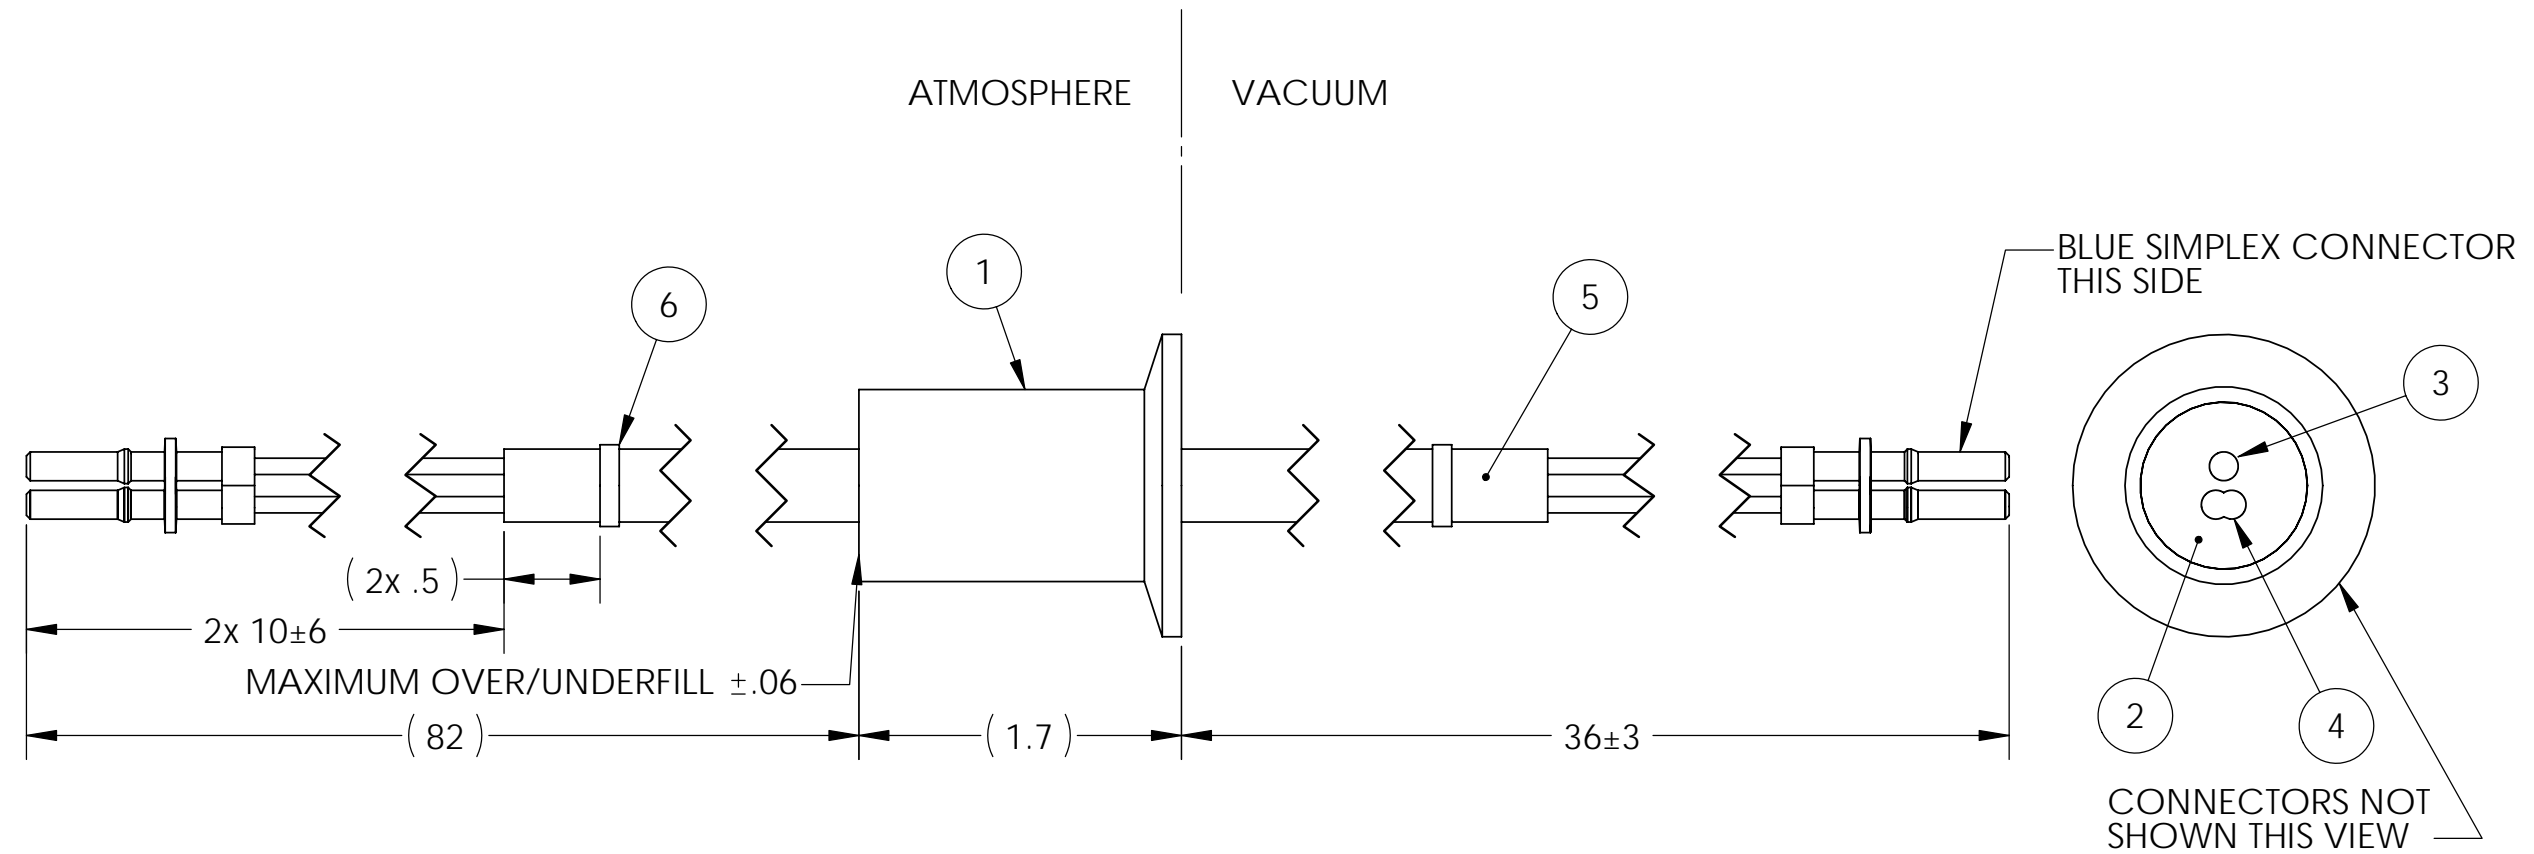 ATMOSPHERE
VACUUM
BLUE SIMPLEX CONNECTOR
THIS SIDE
1
6
5
3
(2x .5)
2x 10±6
MAXIMUM OVER/UNDERFILL ±.06
2
4
(82)
(1.7)
36±3
CONNECTORS NOT
SHOWN THIS VIEW